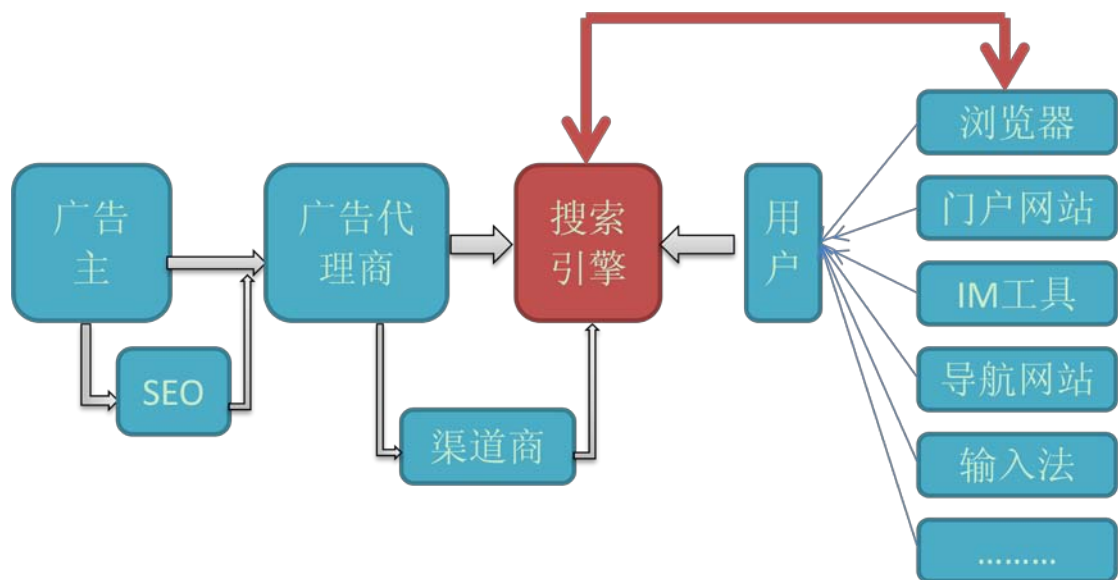 广告
主
SEO
广告代
理商
渠道商
搜索
引擎
用
户
浏览器
门户网站
IM工具
导航网站
输入法
………